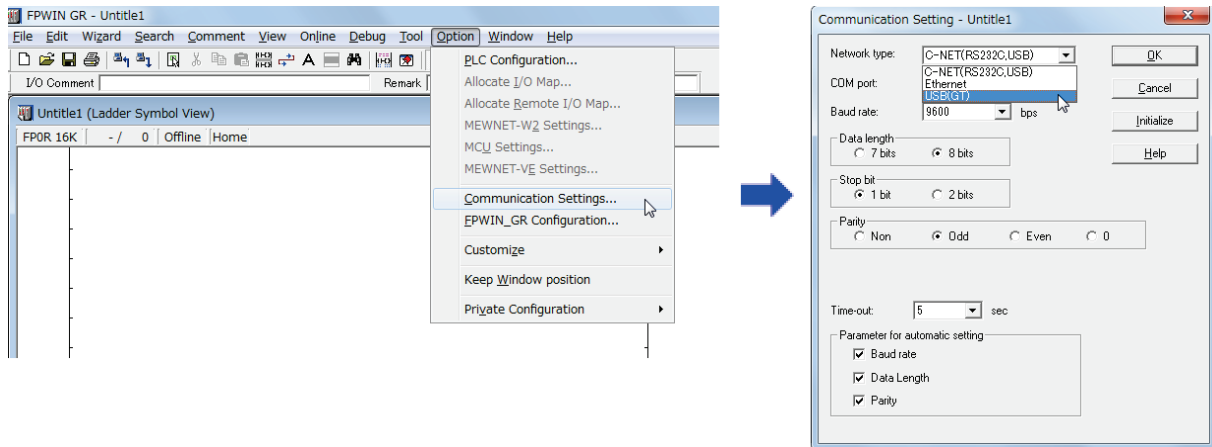 FPWIN GR - Untitle1
File Edit Wizard Search Comment View Online Debug Tool Option Window Help
I/O Comment Remark
Untitle1 (Ladder Symbol View)
FP0R 16K - / 0 Offline Home
PLC Configuration...
Allocate I/O Map...
Allocate Remote I/O Map...
MEWNET-W2 Settings...
MCU Settings...
MEWNET-VE Settings...
Communication Settings...
FPWIN_GR Configuration...
Customize
Keep Window position
Private Configuration
Communication Setting - Untitle1
Network type: C-NET(RS232C,USB) OK
C-NET(RS232C,USB)
COM port: Ethernet Cancel
USB(GT)
Baud rate: 9600 bps Initialize
Data length
7 bits 8 bits Help
Stop bit
1 bit 2 bits
Parity
Non Odd Even 0
Time-out: 5 sec
Parameter for automatic setting
Baud rate
Data Length
Parity